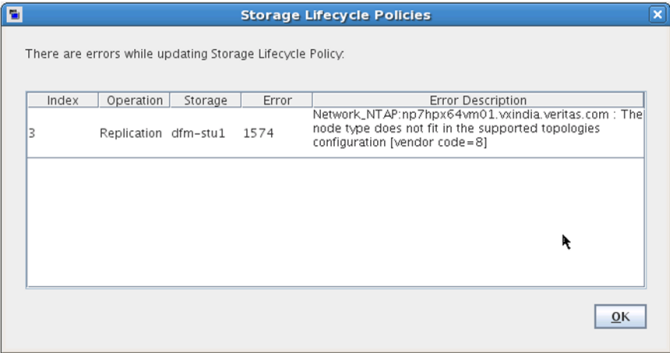 Storage Lifecycle Policies
There are errors while updating Storage Lifecycle Policy:
Index Operation Storage Error Error Description
3 Replication dfm-stu1 1574 Network_NTAP:np7hpx64vm01.vxindia.veritas.com : The
node type does not fit in the supported topologies
configuration [vendor code=8]
OK